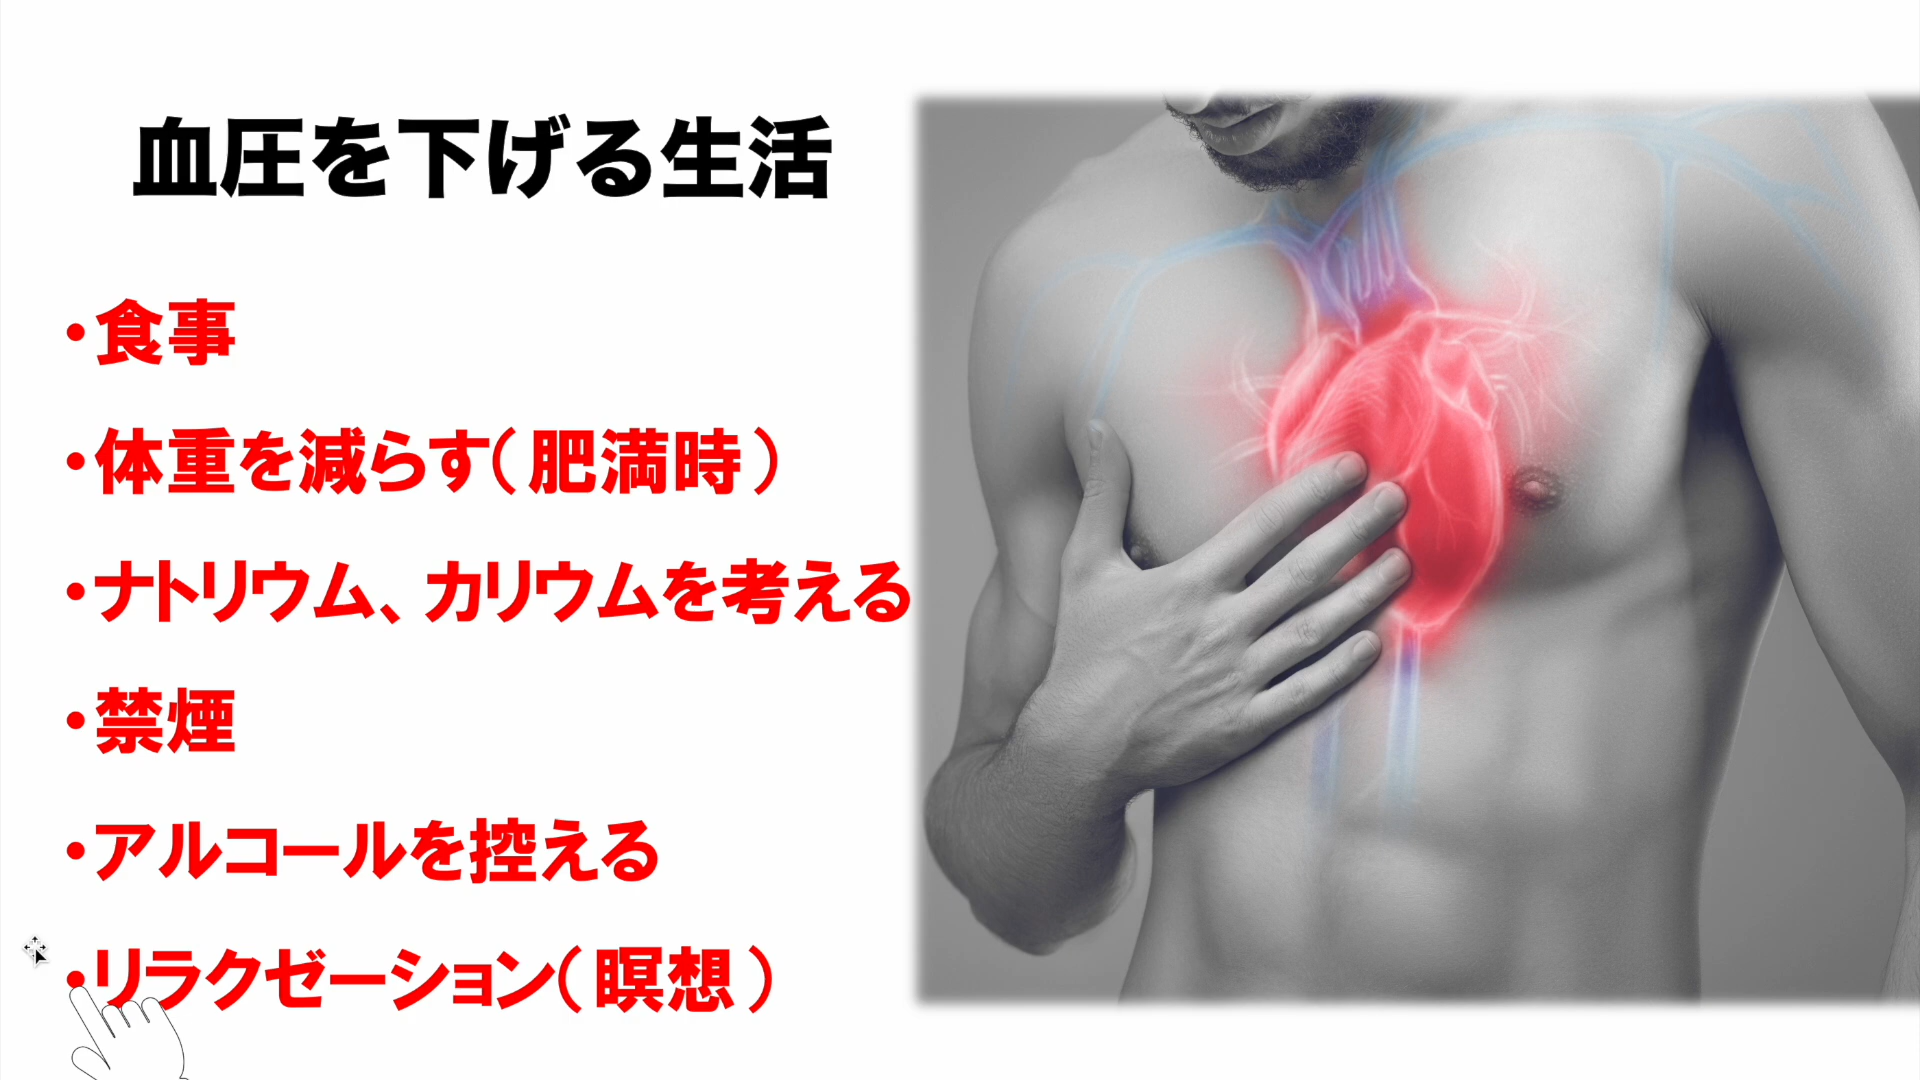 血圧を下げる生活
•食事
•体重を減らす（肥満時）
•ナトリウム、カリウムを考える
•禁煙
•アルコールを控える
•リラクゼーション（瞑想）